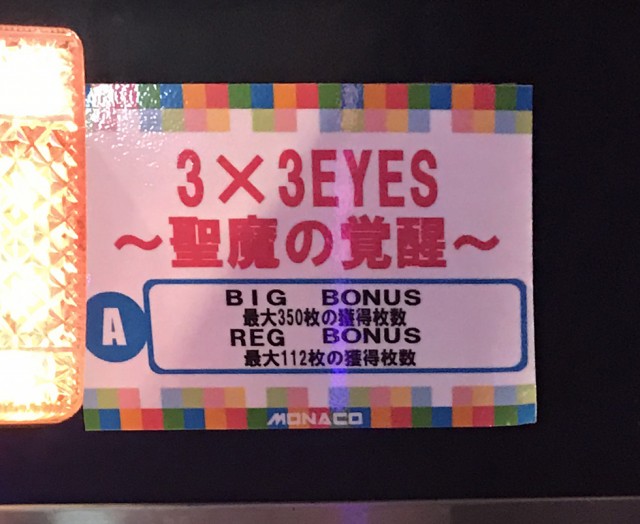 3×3EYES
～聖魔の覚醒～
A
BIG BONUS
最大350枚の獲得枚数
REG BONUS
最大112枚の獲得枚数
MONACO